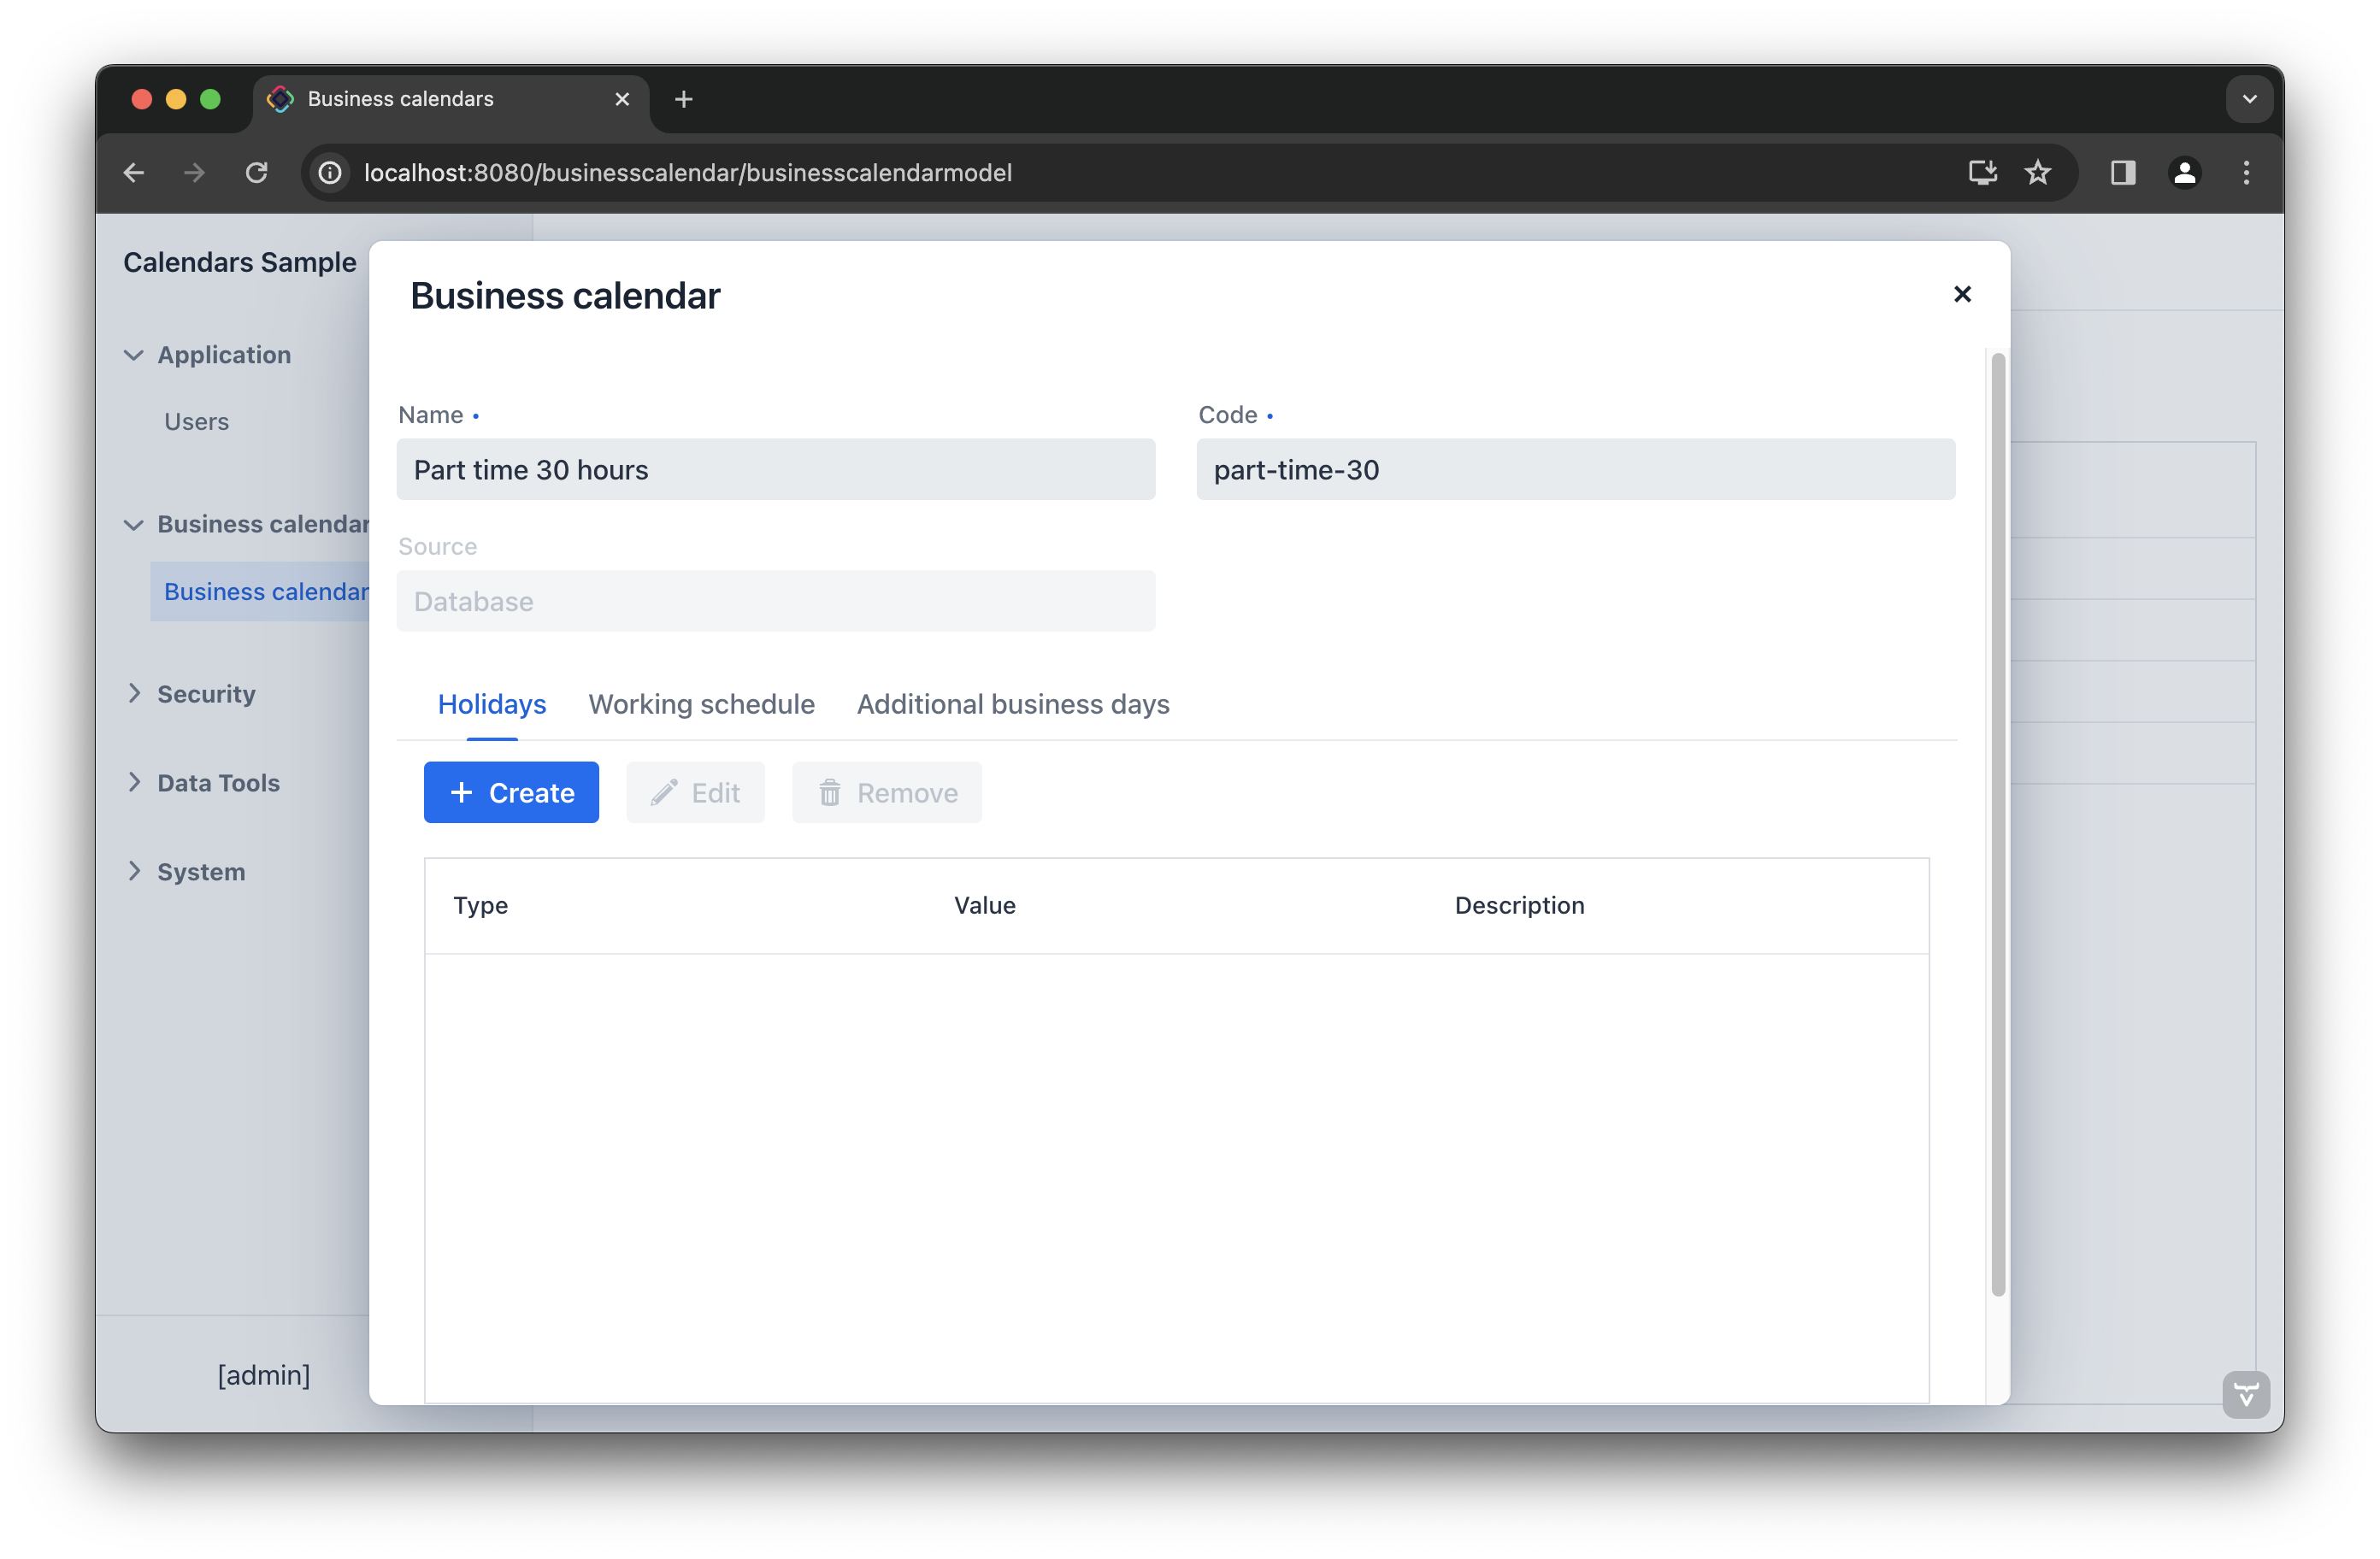 Business calendars
localhost:8080/businesscalendar/businesscalendarmodel
Calendars Sample
Application
Users
Business calendar
Business calendar
Security
Data Tools
System
[admin]
Business calendar
Name •
Code •
Part time 30 hours
part-time-30
Source
Database
Holidays Working schedule Additional business days
Create Edit Remove
Type Value Description